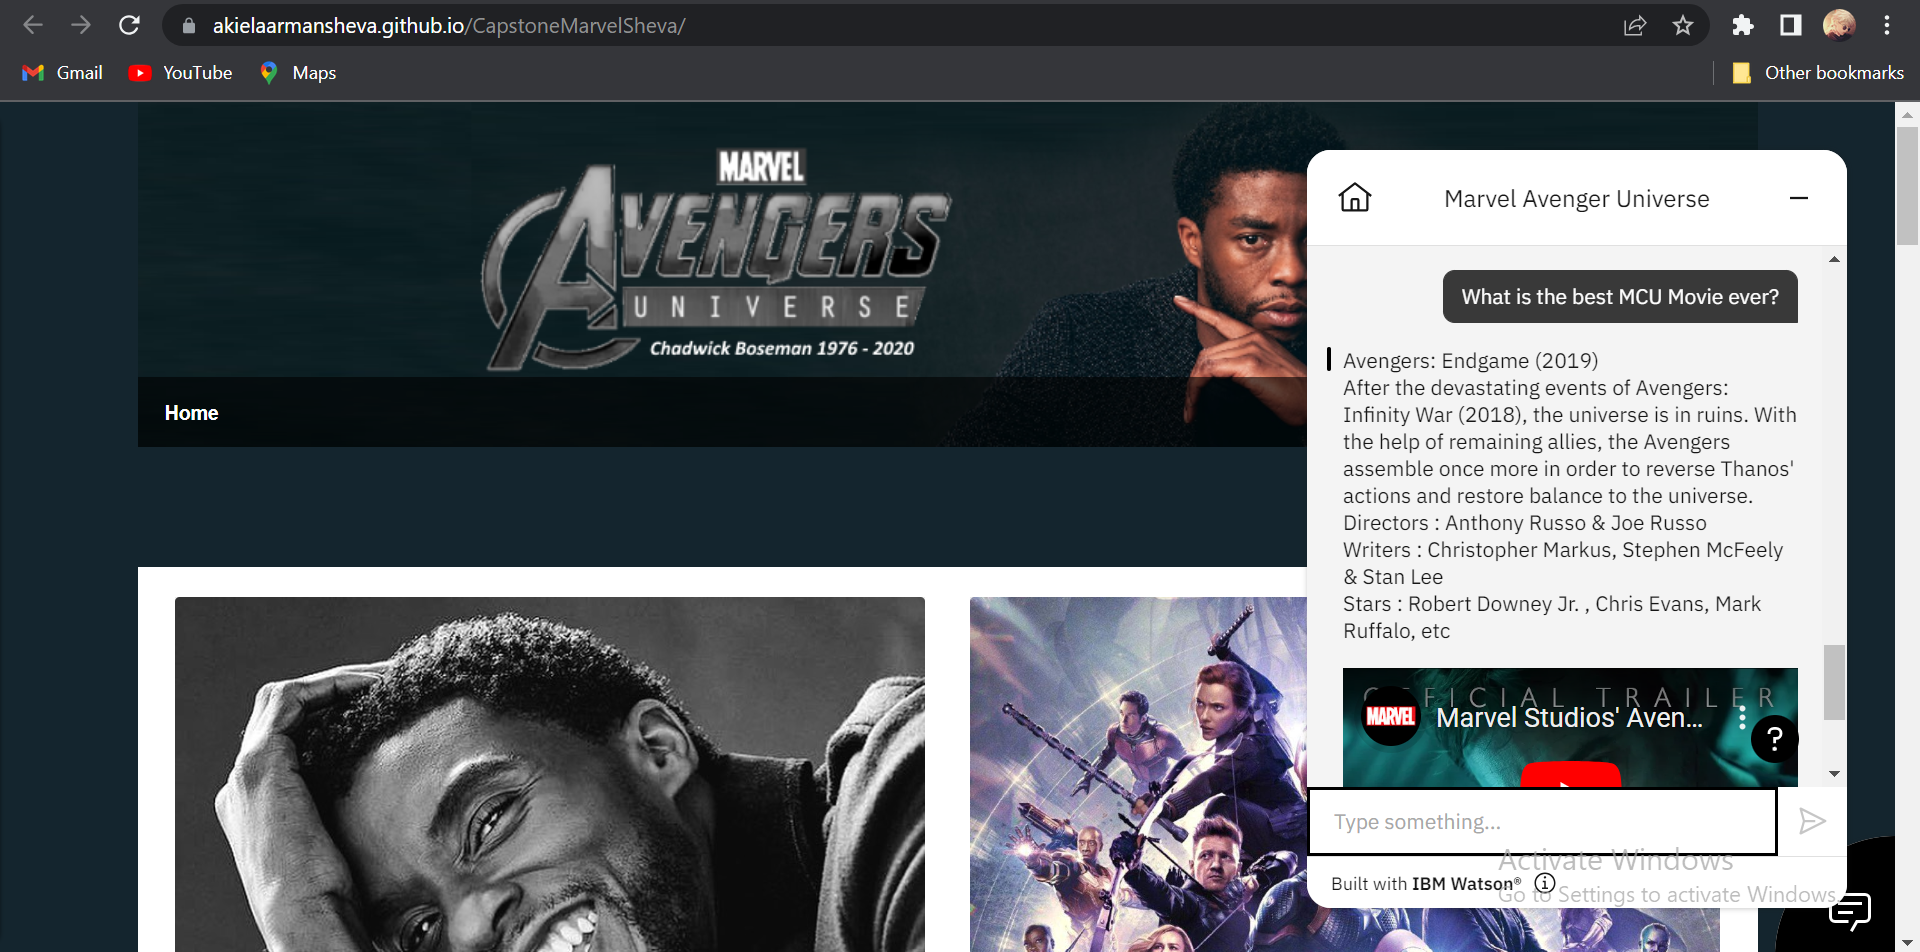 akielaarmansheva.github.io/CapstoneMarvelSheva/
Gmail YouTube Maps Other bookmarks
MARVEL
AVENGERS
UNIVERSE
Chadwick Boseman 1976 - 2020
Home
Marvel Avenger Universe
What is the best MCU Movie ever?
Avengers: Endgame (2019)
After the devastating events of Avengers:
Infinity War (2018), the universe is in ruins. With
the help of remaining allies, the Avengers
assemble once more in order to reverse Thanos'
actions and restore balance to the universe.
Directors : Anthony Russo & Joe Russo
Writers : Christopher Markus, Stephen McFeely
& Stan Lee
Stars : Robert Downey Jr. , Chris Evans, Mark
Ruffalo, etc
OFFICIAL TRAILER
MARVEL Marvel Studios' Aven...
?
Type something...
Built with IBM Watson®
Activate Windows
Go to Settings to activate Windows.